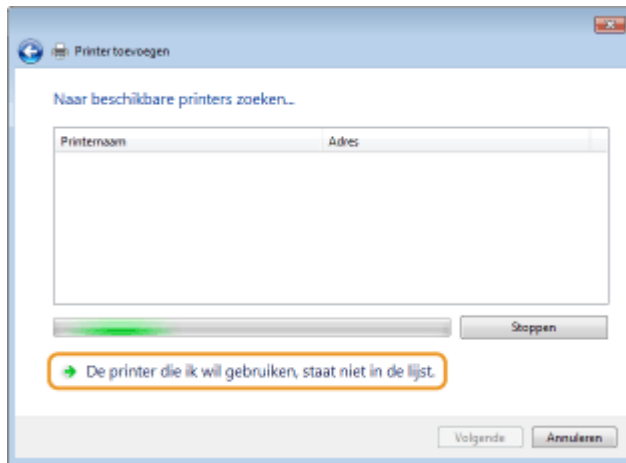 Printer toevoegen
Naar beschikbare printers zoeken...
Printernaam Adres
Stoppen
De printer die ik wil gebruiken, staat niet in de lijst.
Volgende Annuleren